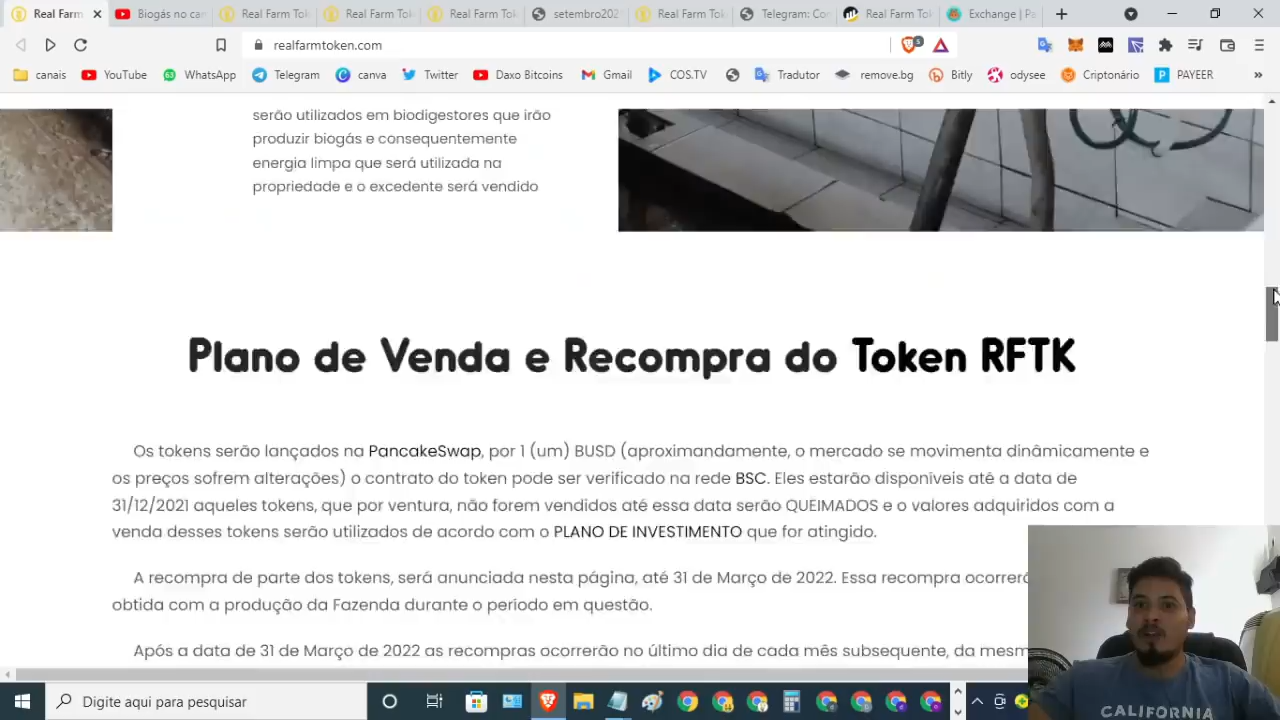 Real Farm
Biogás no car
Real Farm Tok
Real Farm Tok
Real Farm Tok
setembro202
Real Farm Tok
Telegram: Co
Real Farm Tok
Exchange | Pa
realfarmtoken.com
5
canais
YouTube
WhatsApp
Telegram
canva
Twitter
Daxo Bitcoins
Gmail
COS.TV
Tradutor
remove.bg
Bitly
odysee
Criptonário
PAYEER
»
serão utilizados em biodigestores que irão
produzir biogás e consequentemente
energia limpa que será utilizada na
propriedade e o excedente será vendido
Plano de Venda e Recompra do Token RFTK
Os tokens serão lançados na PancakeSwap, por 1 (um) BUSD (aproximandamente, o mercado se movimenta dinâmicamente e
os preços sofrem alterações) o contrato do token pode ser verificado na rede BSC. Eles estarão disponíveis até a data de
31/12/2021 aqueles tokens, que por ventura, não forem vendidos até essa data serão QUEIMADOS e o valores adquiridos com a
venda desses tokens serão utilizados de acordo com o PLANO DE INVESTIMENTO que for atingido.
A recompra de parte dos tokens, será anunciada nesta página, até 31 de Março de 2022. Essa recompra ocorrerá
obtida com a produção da Fazenda durante o período em questão.
Após a data de 31 de Março de 2022 as recompras ocorrerão no último dia de cada mês subsequente, da mesm
CALIFORNIA
Digite aqui para pesquisar